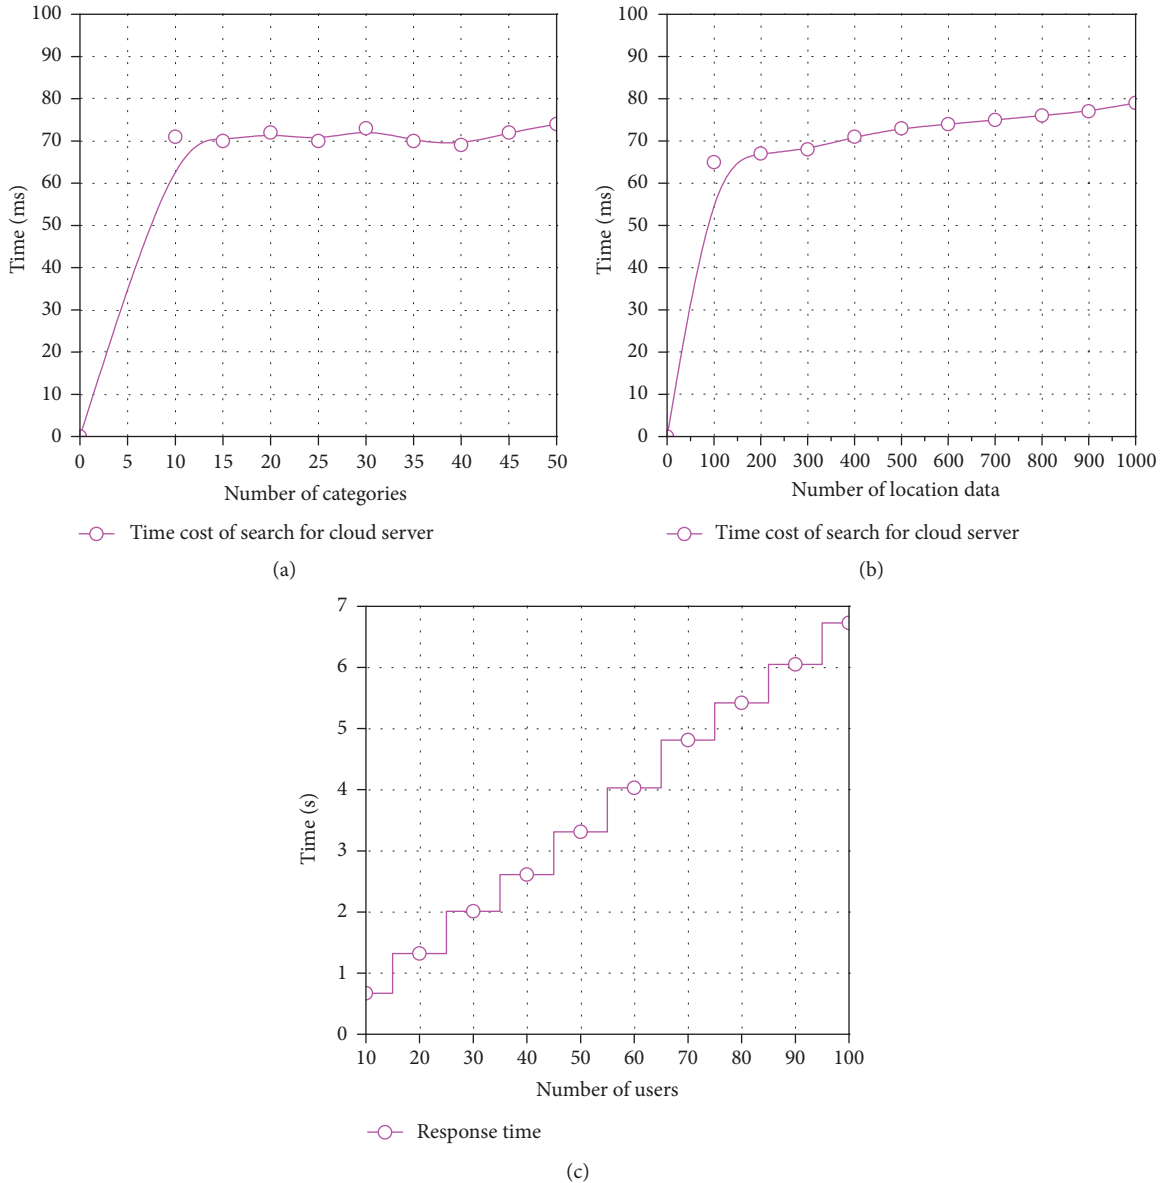 100
90
80
70
60
50
40
30
20
10
0
Time (ms)
0 5 10 15 20 25 30 35 40 45 50
Number of categories
Time cost of search for cloud server
(a)
100
90
80
70
60
50
40
30
20
10
0
Time (ms)
0 100 200 300 400 500 600 700 800 900 1000
Number of location data
Time cost of search for cloud server
(b)
7
6
5
4
3
2
1
0
Time (s)
10 20 30 40 50 60 70 80 90 100
Number of users
Response time
(c)